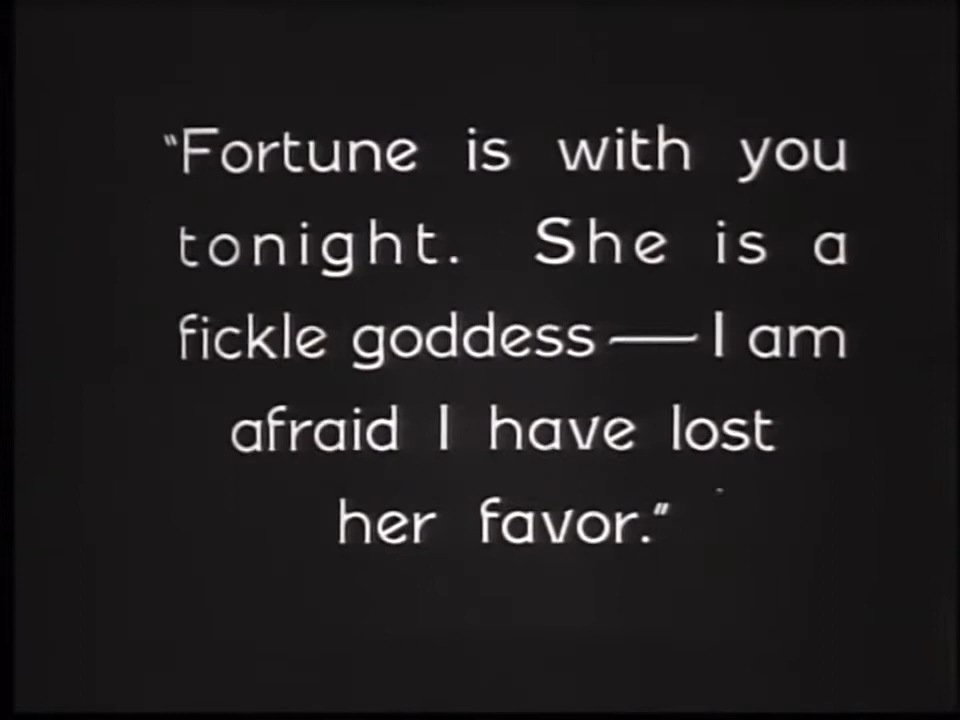 "Fortune is with you
tonight. She is a
fickle goddess — I am
afraid I have lost
her favor."